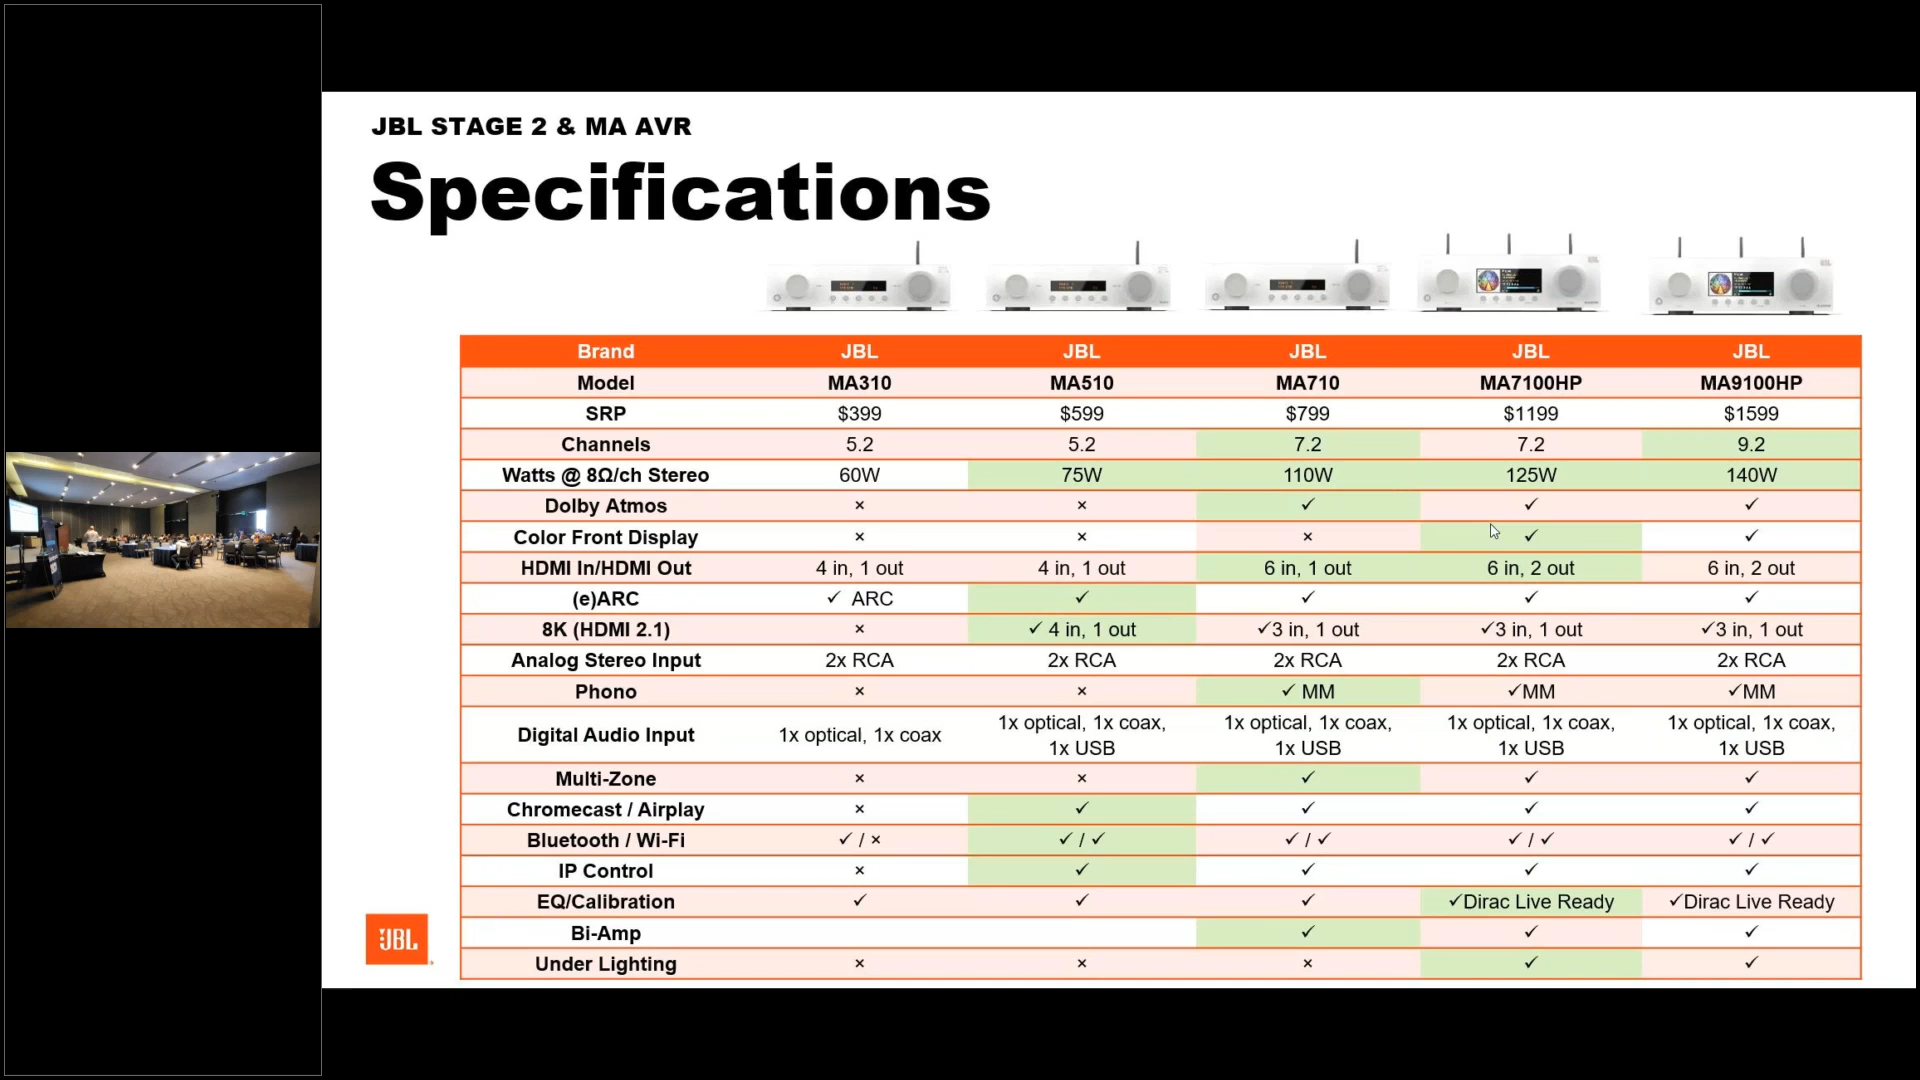 JBL STAGE 2 & MA AVR
Specifications
Brand JBL JBL JBL JBL JBL
Model MA310 MA510 MA710 MA7100HP MA9100HP
SRP $399 $599 $799 $1199 $1599
Channels 5.2 5.2 7.2 7.2 9.2
Watts @ 8Ω/ch Stereo 60W 75W 110W 125W 140W
Dolby Atmos × × ✓ ✓ ✓
Color Front Display × × × ✓ ✓
HDMI In/HDMI Out 4 in, 1 out 4 in, 1 out 6 in, 1 out 6 in, 2 out 6 in, 2 out
(e)ARC ✓ ARC ✓ ✓ ✓ ✓
8K (HDMI 2.1) × ✓ 4 in, 1 out ✓3 in, 1 out ✓3 in, 1 out ✓3 in, 1 out
Analog Stereo Input 2x RCA 2x RCA 2x RCA 2x RCA 2x RCA
Phono × × ✓ MM ✓MM ✓MM
Digital Audio Input 1x optical, 1x coax 1x optical, 1x coax, 1x USB 1x optical, 1x coax, 1x USB 1x optical, 1x coax, 1x USB 1x optical, 1x coax, 1x USB
Multi-Zone × × ✓ ✓ ✓
Chromecast / Airplay × ✓ ✓ ✓ ✓
Bluetooth / Wi-Fi ✓ / × ✓ / ✓ ✓ / ✓ ✓ / ✓ ✓ / ✓
IP Control × ✓ ✓ ✓ ✓
EQ/Calibration ✓ ✓ ✓ ✓Dirac Live Ready ✓Dirac Live Ready
Bi-Amp ✓ ✓ ✓
Under Lighting × × × ✓ ✓
JBL